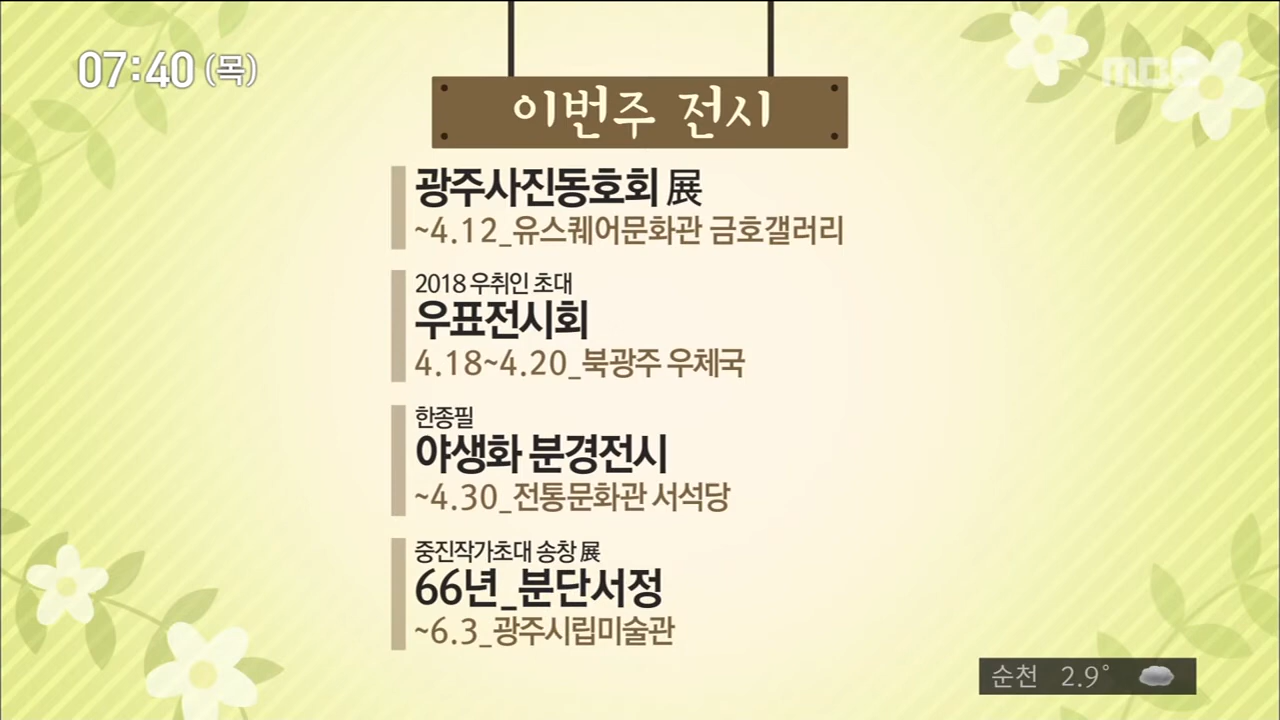 07:40 (목)
MBC
이번주 전시
광주사진동호회 展
~4.12_유스퀘어문화관 금호갤러리
2018 우취인 초대
우표전시회
4.18~4.20_북광주 우체국
한종필
야생화 분경전시
~4.30_전통문화관 서석당
중진작가초대 송창 展
66년_분단서정
~6.3_광주시립미술관
순천 2.9°